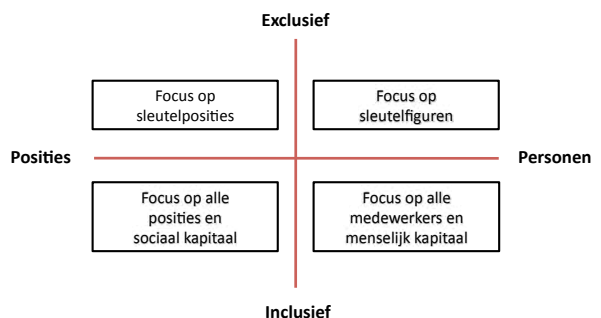 Exclusief
Focus op
sleutelposities
Focus op
sleutelfiguren
Posities
Personen
Focus op alle
posities en
sociaal kapitaal
Focus op alle
medewerkers en
menselijk kapitaal
Inclusief